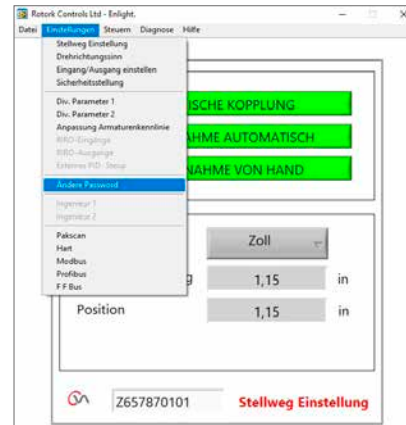 Rotork Controls Ltd - Enlight.
Datei Einstellungen Steuern Diagnose Hilfe
Stellweg Einstellung
Drehrichtungssinn
Eingang/Ausgang einstellen
Sicherheitsstellung
Div. Parameter 1
Div. Parameter 2
Anpassung Armaturenkennlinie
RIRO-Eingänge
RIRO-Ausgänge
Externes PID- Setup
Ändere Password
Ingenieur 1
Ingenieur 2
Pakscan
Hart
Modbus
Profibus
F F Bus
ISCHE KOPPLUNG
AHME AUTOMATISCH
NAHME VON HAND
Zoll
g 1,15 in
Position 1,15 in
Z657870101 Stellweg Einstellung